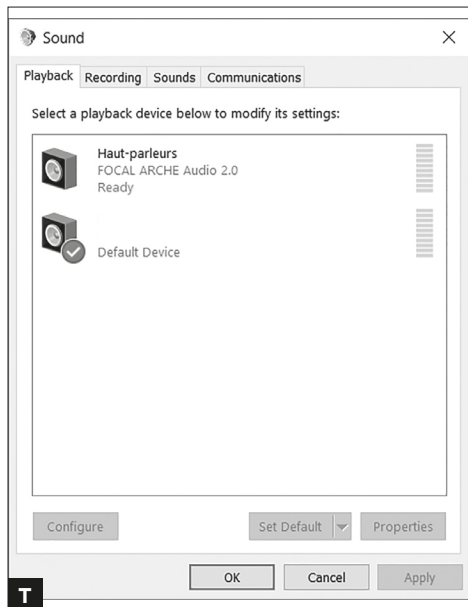 Sound
Playback Recording Sounds Communications
Select a playback device below to modify its settings:
Haut-parleurs
FOCAL ARCHE Audio 2.0
Ready
Default Device
Configure Set Default Properties
OK Cancel Apply
T